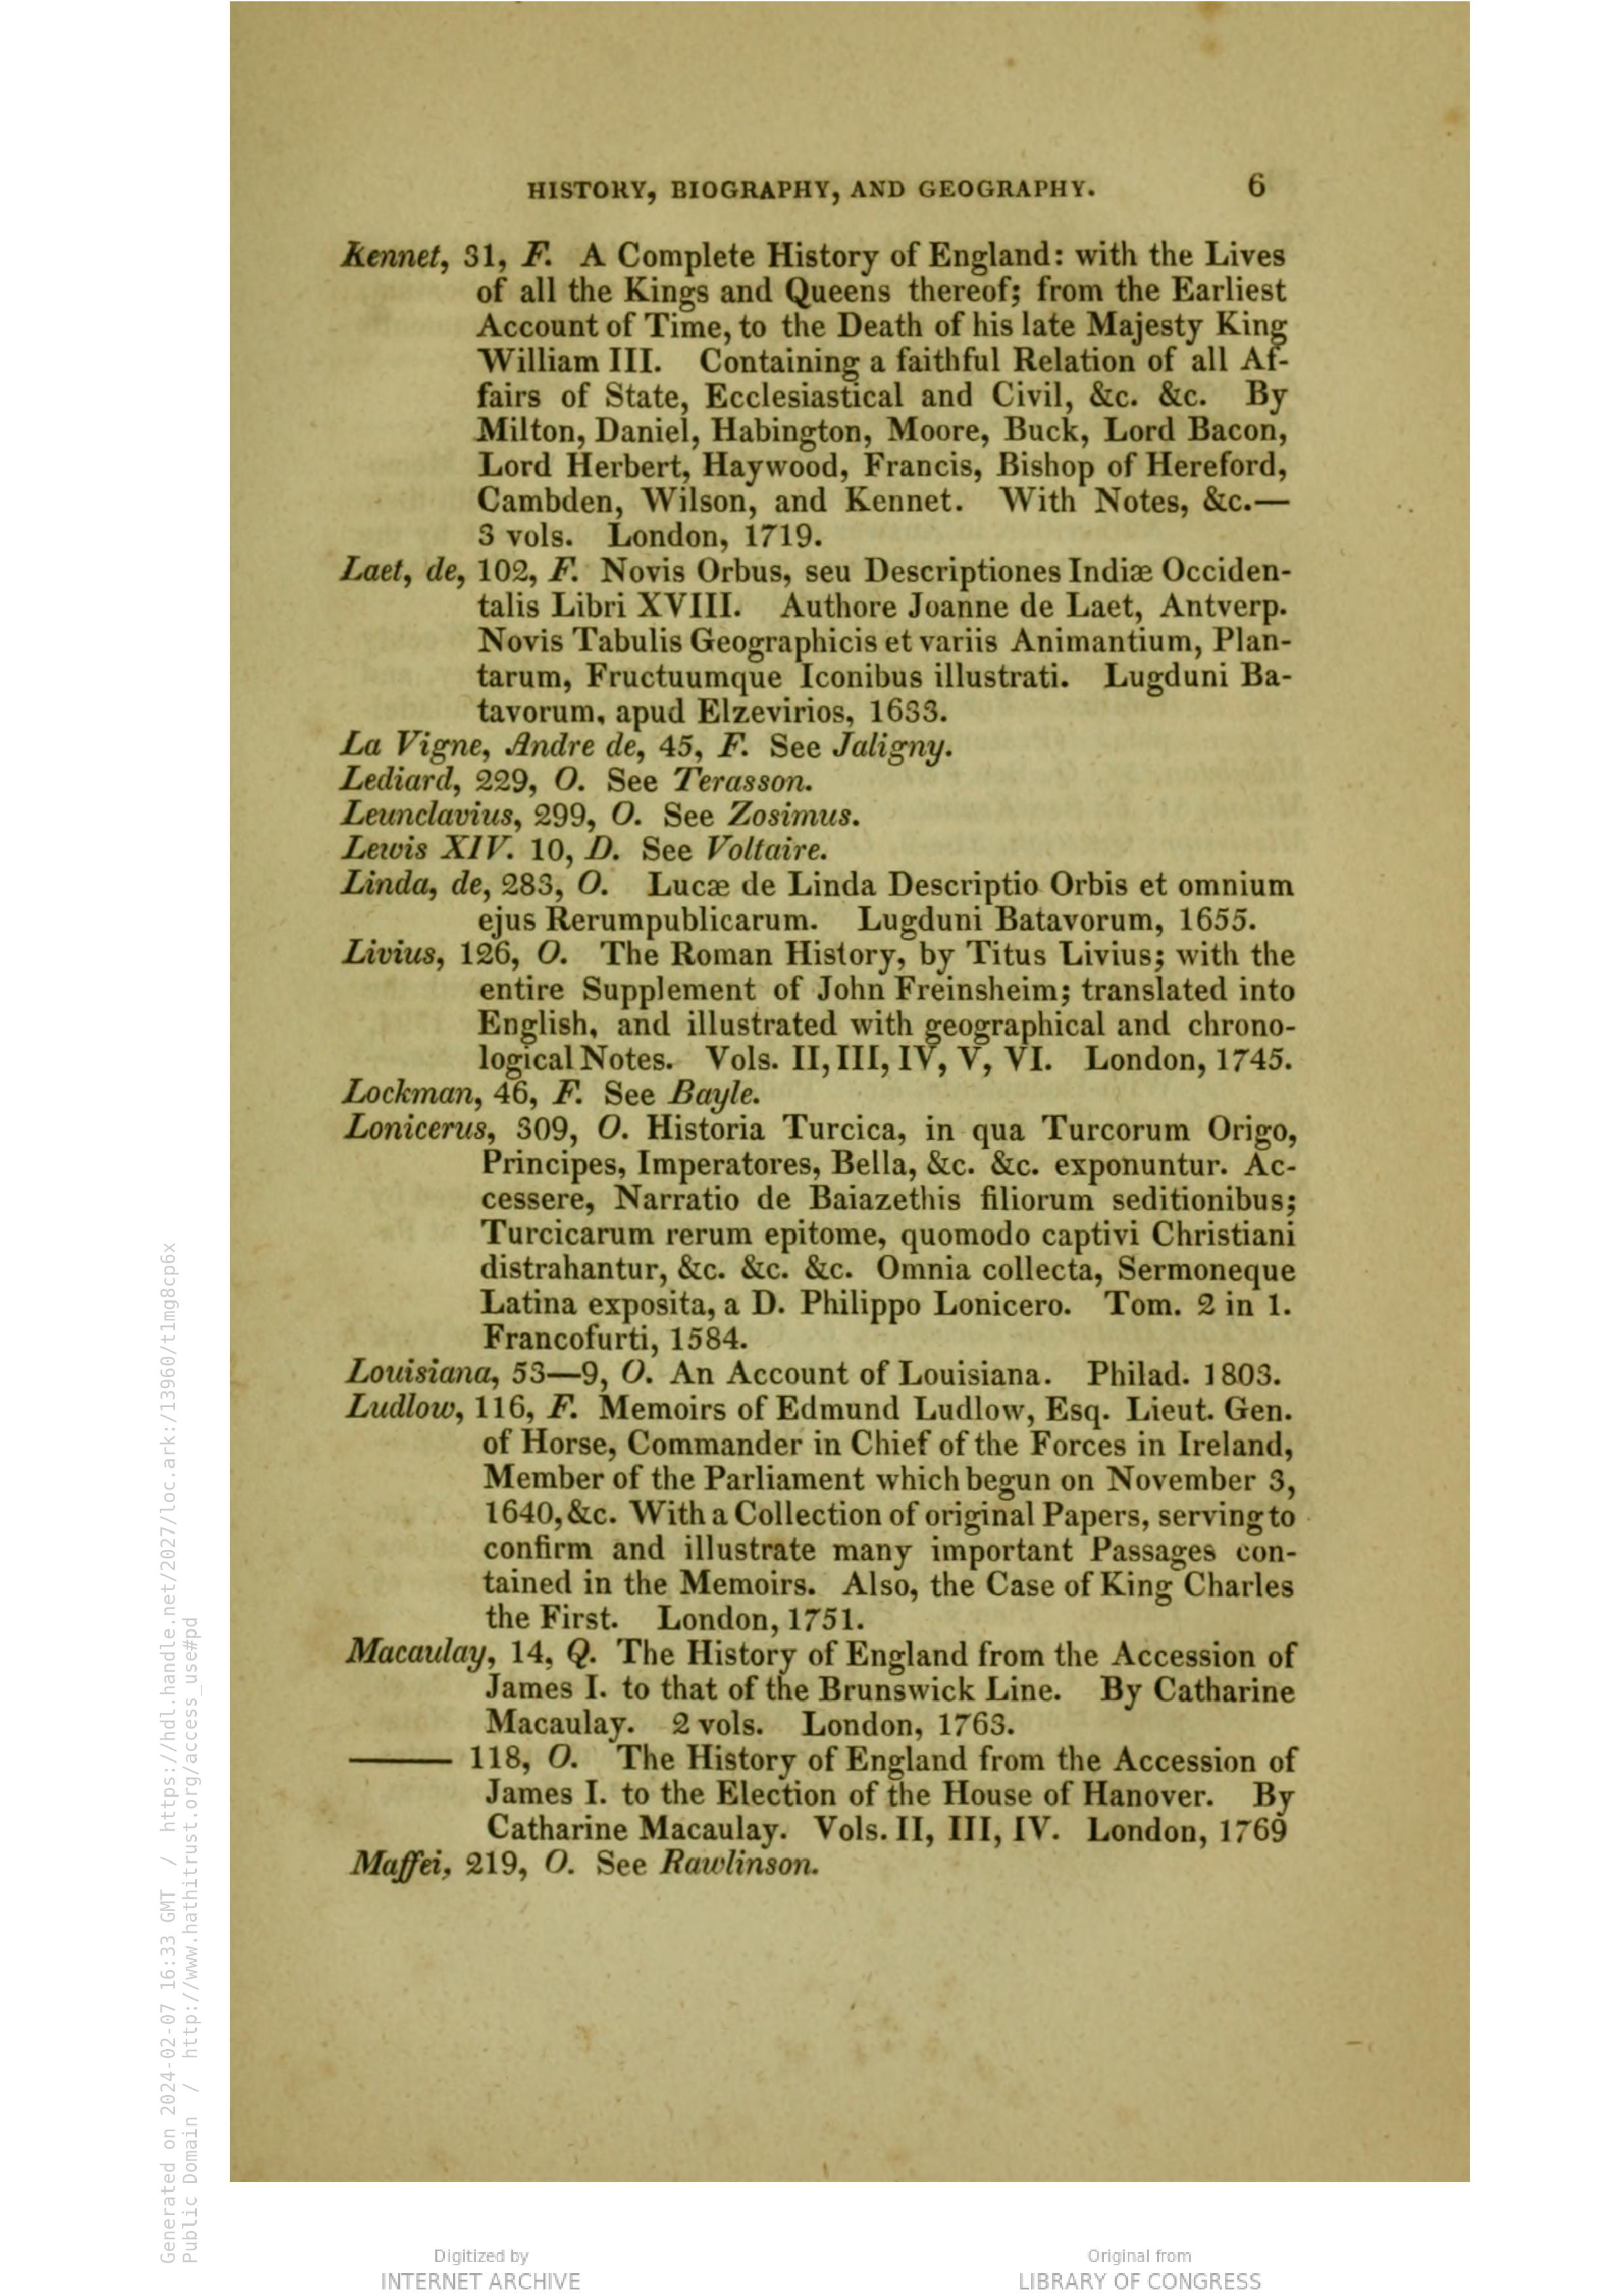 HISTORY, BIOGRAPHY, AND GEOGRAPHY. 6
Kennet, 31, F. A Complete History of England: with the Lives
of all the Kings and Queens thereof; from the Earliest
Account of Time, to the Death of his late Majesty King
William III. Containing a faithful Relation of all Af-
fairs of State, Ecclesiastical and Civil, &c. &c. By
Milton, Daniel, Habington, Moore, Buck, Lord Bacon,
Lord Herbert, Haywood, Francis, Bishop of Hereford,
Cambden, Wilson, and Kennet. With Notes, &c.—
3 vols. London, 1719.
Laet, de, 102, F. Novis Orbus, seu Descriptiones Indiæ Occiden-
talis Libri XVIII. Authore Joanne de Laet, Antverp.
Novis Tabulis Geographicis et variis Animantium, Plan-
tarum, Fructuumque Iconibus illustrati. Lugduni Ba-
tavorum, apud Elzevirios, 1633.
La Vigne, Andre de, 45, F. See Jaligny.
Lediard, 229, O. See Terasson.
Leunclavius, 299, O. See Zosimus.
Lewis XIV. 10, D. See Voltaire.
Linda, de, 283, O. Lucæ de Linda Descriptio Orbis et omnium
ejus Rerumpublicarum. Lugduni Batavorum, 1655.
Livius, 126, O. The Roman History, by Titus Livius; with the
entire Supplement of John Freinsheim; translated into
English, and illustrated with geographical and chrono-
logical Notes. Vols. II, III, IV, V, VI. London, 1745.
Lockman, 46, F. See Bayle.
Lonicerus, 309, O. Historia Turcica, in qua Turcorum Origo,
Principes, Imperatores, Bella, &c. &c. exponuntur. Ac-
cessere, Narratio de Baiazethis filiorum seditionibus;
Turcicarum rerum epitome, quomodo captivi Christiani
distrahantur, &c. &c. &c. Omnia collecta, Sermoneque
Latina exposita, a D. Philippo Lonicero. Tom. 2 in 1.
Francofurti, 1584.
Louisiana, 53—9, O. An Account of Louisiana. Philad. 1803.
Ludlow, 116, F. Memoirs of Edmund Ludlow, Esq. Lieut. Gen.
of Horse, Commander in Chief of the Forces in Ireland,
Member of the Parliament which begun on November 3,
1640, &c. With a Collection of original Papers, serving to
confirm and illustrate many important Passages con-
tained in the Memoirs. Also, the Case of King Charles
the First. London, 1751.
Macaulay, 14, Q. The History of England from the Accession of
James I. to that of the Brunswick Line. By Catharine
Macaulay. 2 vols. London, 1763.
——— 118, O. The History of England from the Accession of
James I. to the Election of the House of Hanover. By
Catharine Macaulay. Vols. II, III, IV. London, 1769
Maffei, 219, O. See Rawlinson.
Generated on 2024-02-07 16:33 GMT / https://hdl.handle.net/2027/loc.ark:/13960/t1mg8cp6x
Public Domain / http://www.hathitrust.org/access_use#pd
Digitized by
INTERNET ARCHIVE
Original from
LIBRARY OF CONGRESS